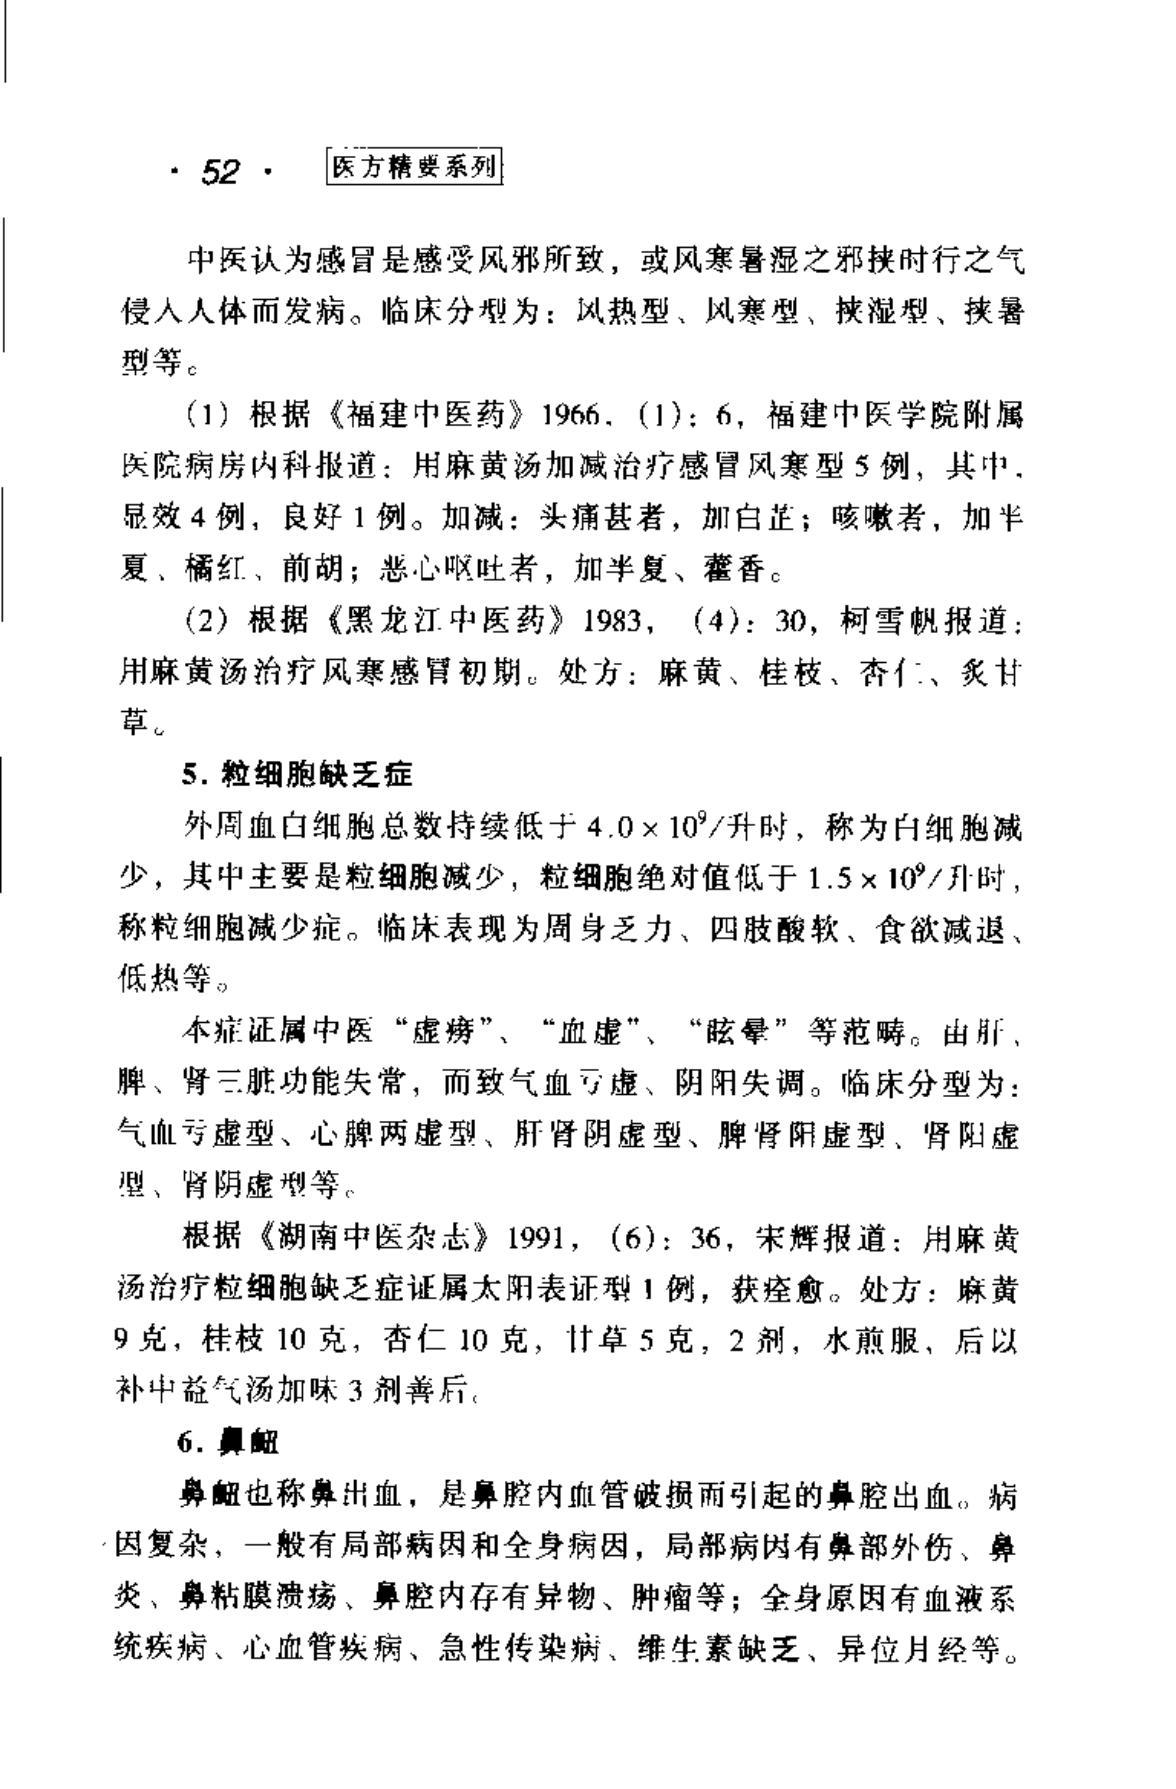 · 52 · 医方精要系列
中医认为感冒是感受风邪所致，或风寒暑湿之邪挟时行之气
侵入人体而发病。临床分型为：风热型、风寒型、挟湿型、挟暑
型等。
(1) 根据《福建中医药》1966，(1)：6，福建中医学院附属
医院病房内科报道：用麻黄汤加减治疗感冒风寒型 5 例，其中，
显效 4 例，良好 1 例。加减：头痛甚者，加白芷；咳嗽者，加半
夏、橘红、前胡；恶心呕吐者，加半夏、藿香。
(2) 根据《黑龙江中医药》1983，(4)：30，柯雪帆报道：
用麻黄汤治疗风寒感冒初期。处方：麻黄、桂枝、杏仁、炙甘
草。
5. 粒细胞缺乏症
外周血白细胞总数持续低于 4.0×10⁹/升时，称为白细胞减
少，其中主要是粒细胞减少，粒细胞绝对值低于 1.5×10⁹/升时，
称粒细胞减少症。临床表现为周身乏力、四肢酸软、食欲减退、
低热等。
本症证属中医“虚痨”、“血虚”、“眩晕”等范畴。由肝、
脾、肾三脏功能失常，而致气血亏虚、阴阳失调。临床分型为：
气血亏虚型、心脾两虚型、肝肾阴虚型、脾肾阳虚型、肾阳虚
型、肾阴虚型等。
根据《湖南中医杂志》1991，(6)：36，宋辉报道：用麻黄
汤治疗粒细胞缺乏症证属太阳表证型 1 例，获痊愈。处方：麻黄
9 克，桂枝 10 克，杏仁 10 克，甘草 5 克，2 剂，水煎服，后以
补中益气汤加味 3 剂善后。
6. 鼻衄
鼻衄也称鼻出血，是鼻腔内血管破损而引起的鼻腔出血。病
因复杂，一般有局部病因和全身病因，局部病因有鼻部外伤、鼻
炎、鼻粘膜溃疡、鼻腔内存有异物、肿瘤等；全身原因有血液系
统疾病、心血管疾病、急性传染病、维生素缺乏、异位月经等。